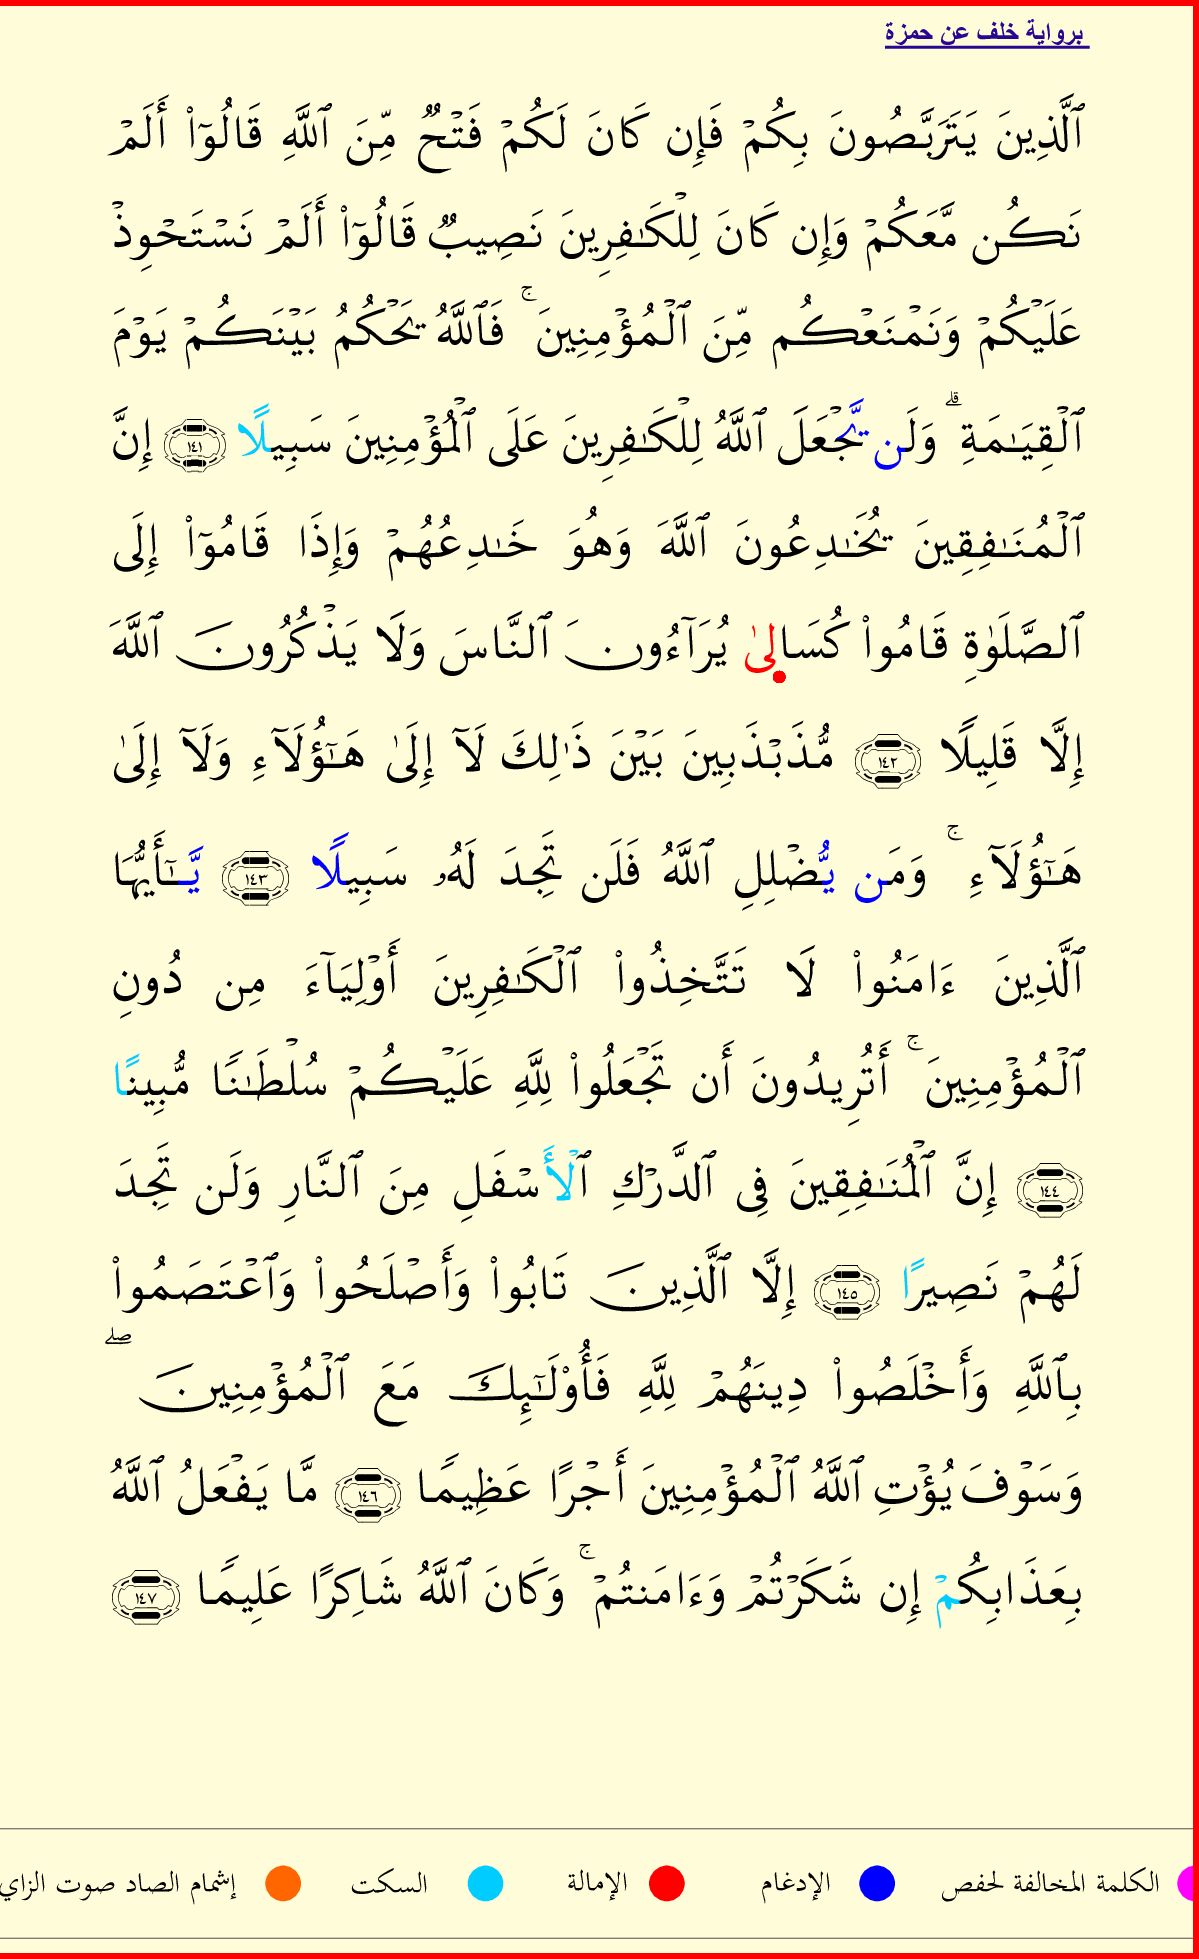 برواية خلف عن حمزة
ٱلَّذِينَ يَتَرَبَّصُونَ بِكُمْ فَإِن كَانَ لَكُمْ فَتْحٌ مِّنَ ٱللَّهِ قَالُوٓا۟ أَلَمْ
نَكُن مَّعَكُمْ وَإِن كَانَ لِلْكَـٰفِرِينَ نَصِيبٌ قَالُوٓا۟ أَلَمْ نَسْتَحْوِذْ
عَلَيْكُمْ وَنَمْنَعْكُم مِّنَ ٱلْمُؤْمِنِينَ ۚ فَٱللَّهُ يَحْكُمُ بَيْنَكُمْ يَوْمَ
ٱلْقِيَـٰمَةِ ۗ وَلَن يَّجْعَلَ ٱللَّهُ لِلْكَـٰفِرِينَ عَلَى ٱلْمُؤْمِنِينَ سَبِيلًا ١٤١ إِنَّ
ٱلْمُنَـٰفِقِينَ يُخَـٰدِعُونَ ٱللَّهَ وَهُوَ خَـٰدِعُهُمْ وَإِذَا قَامُوٓا۟ إِلَى
ٱلصَّلَوٰةِ قَامُوا۟ كُسَالىٰ يُرَآءُونَ ٱلنَّاسَ وَلَا يَذْكُرُونَ ٱللَّهَ
إِلَّا قَلِيلًا ١٤٢ مُّذَبْذَبِينَ بَيْنَ ذَٰلِكَ لَآ إِلَىٰ هَـٰٓؤُلَآءِ وَلَآ إِلَىٰ
هَـٰٓؤُلَآءِ ۚ وَمَن يُّضْلِلِ ٱللَّهُ فَلَن تَجِدَ لَهُۥ سَبِيلًا ١٤٣ يَّـٰٓأَيُّهَا
ٱلَّذِينَ ءَامَنُوا۟ لَا تَتَّخِذُوا۟ ٱلْكَـٰفِرِينَ أَوْلِيَآءَ مِن دُونِ
ٱلْمُؤْمِنِينَ ۚ أَتُرِيدُونَ أَن تَجْعَلُوا۟ لِلَّهِ عَلَيْكُمْ سُلْطَـٰنًا مُّبِينًا
١٤٤ إِنَّ ٱلْمُنَـٰفِقِينَ فِى ٱلدَّرْكِ ٱلْأَسْفَلِ مِنَ ٱلنَّارِ وَلَن تَجِدَ
لَهُمْ نَصِيرًا ١٤٥ إِلَّا ٱلَّذِينَ تَابُوا۟ وَأَصْلَحُوا۟ وَٱعْتَصَمُوا۟
بِٱللَّهِ وَأَخْلَصُوا۟ دِينَهُمْ لِلَّهِ فَأُو۟لَـٰٓئِكَ مَعَ ٱلْمُؤْمِنِينَ ۖ
وَسَوْفَ يُؤْتِ ٱللَّهُ ٱلْمُؤْمِنِينَ أَجْرًا عَظِيمًا ١٤٦ مَّا يَفْعَلُ ٱللَّهُ
بِعَذَابِكُمْ إِن شَكَرْتُمْ وَءَامَنتُمْ ۚ وَكَانَ ٱللَّهُ شَاكِرًا عَلِيمًا ١٤٧
الكلمة المخالفة لحفص الإدغام الإمالة السكت إشمام الصاد صوت الزاي